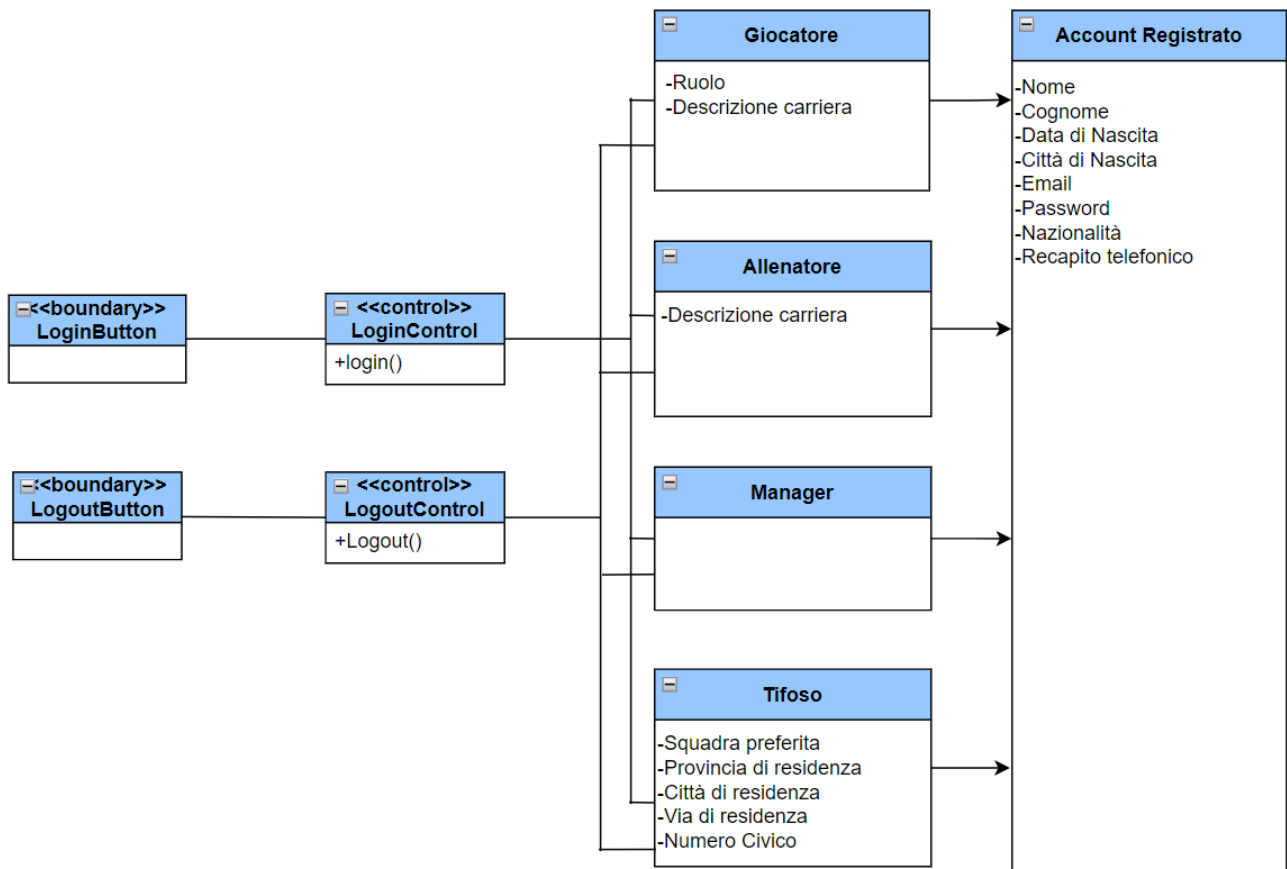 Giocatore
-Ruolo
-Descrizione carriera
Account Registrato
-Nome
-Cognome
-Data di Nascita
-Città di Nascita
-Email
-Password
-Nazionalità
-Recapito telefonico
Allenatore
-Descrizione carriera
<<boundary>>
LoginButton
<<control>>
LoginControl
+login()
<<boundary>>
LogoutButton
<<control>>
LogoutControl
+Logout()
Manager
Tifoso
-Squadra preferita
-Provincia di residenza
-Città di residenza
-Via di residenza
-Numero Civico